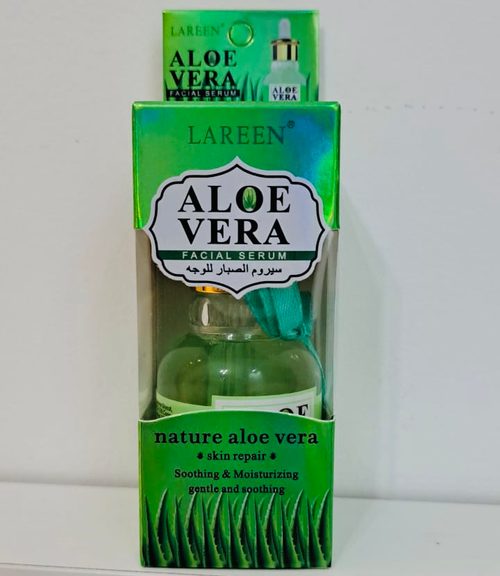 LAREEN®
ALOE
VERA
FACIAL SERUM
ALOE
VERA
LAREEN®
ALOE
VERA
FACIAL SERUM
سيروم الصبار للوجه
nature aloe vera
skin repair
Soothing & Moisturizing
gentle and soothing